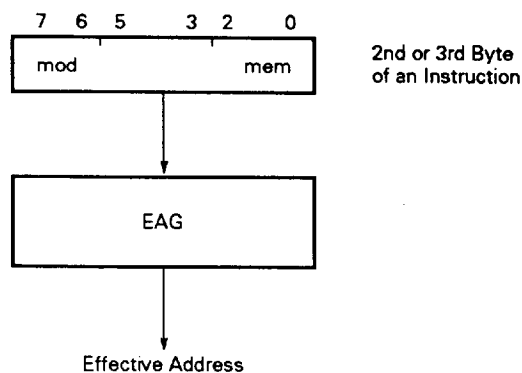 7 6 5 3 2 0
mod mem
2nd or 3rd Byte
of an Instruction
EAG
Effective Address